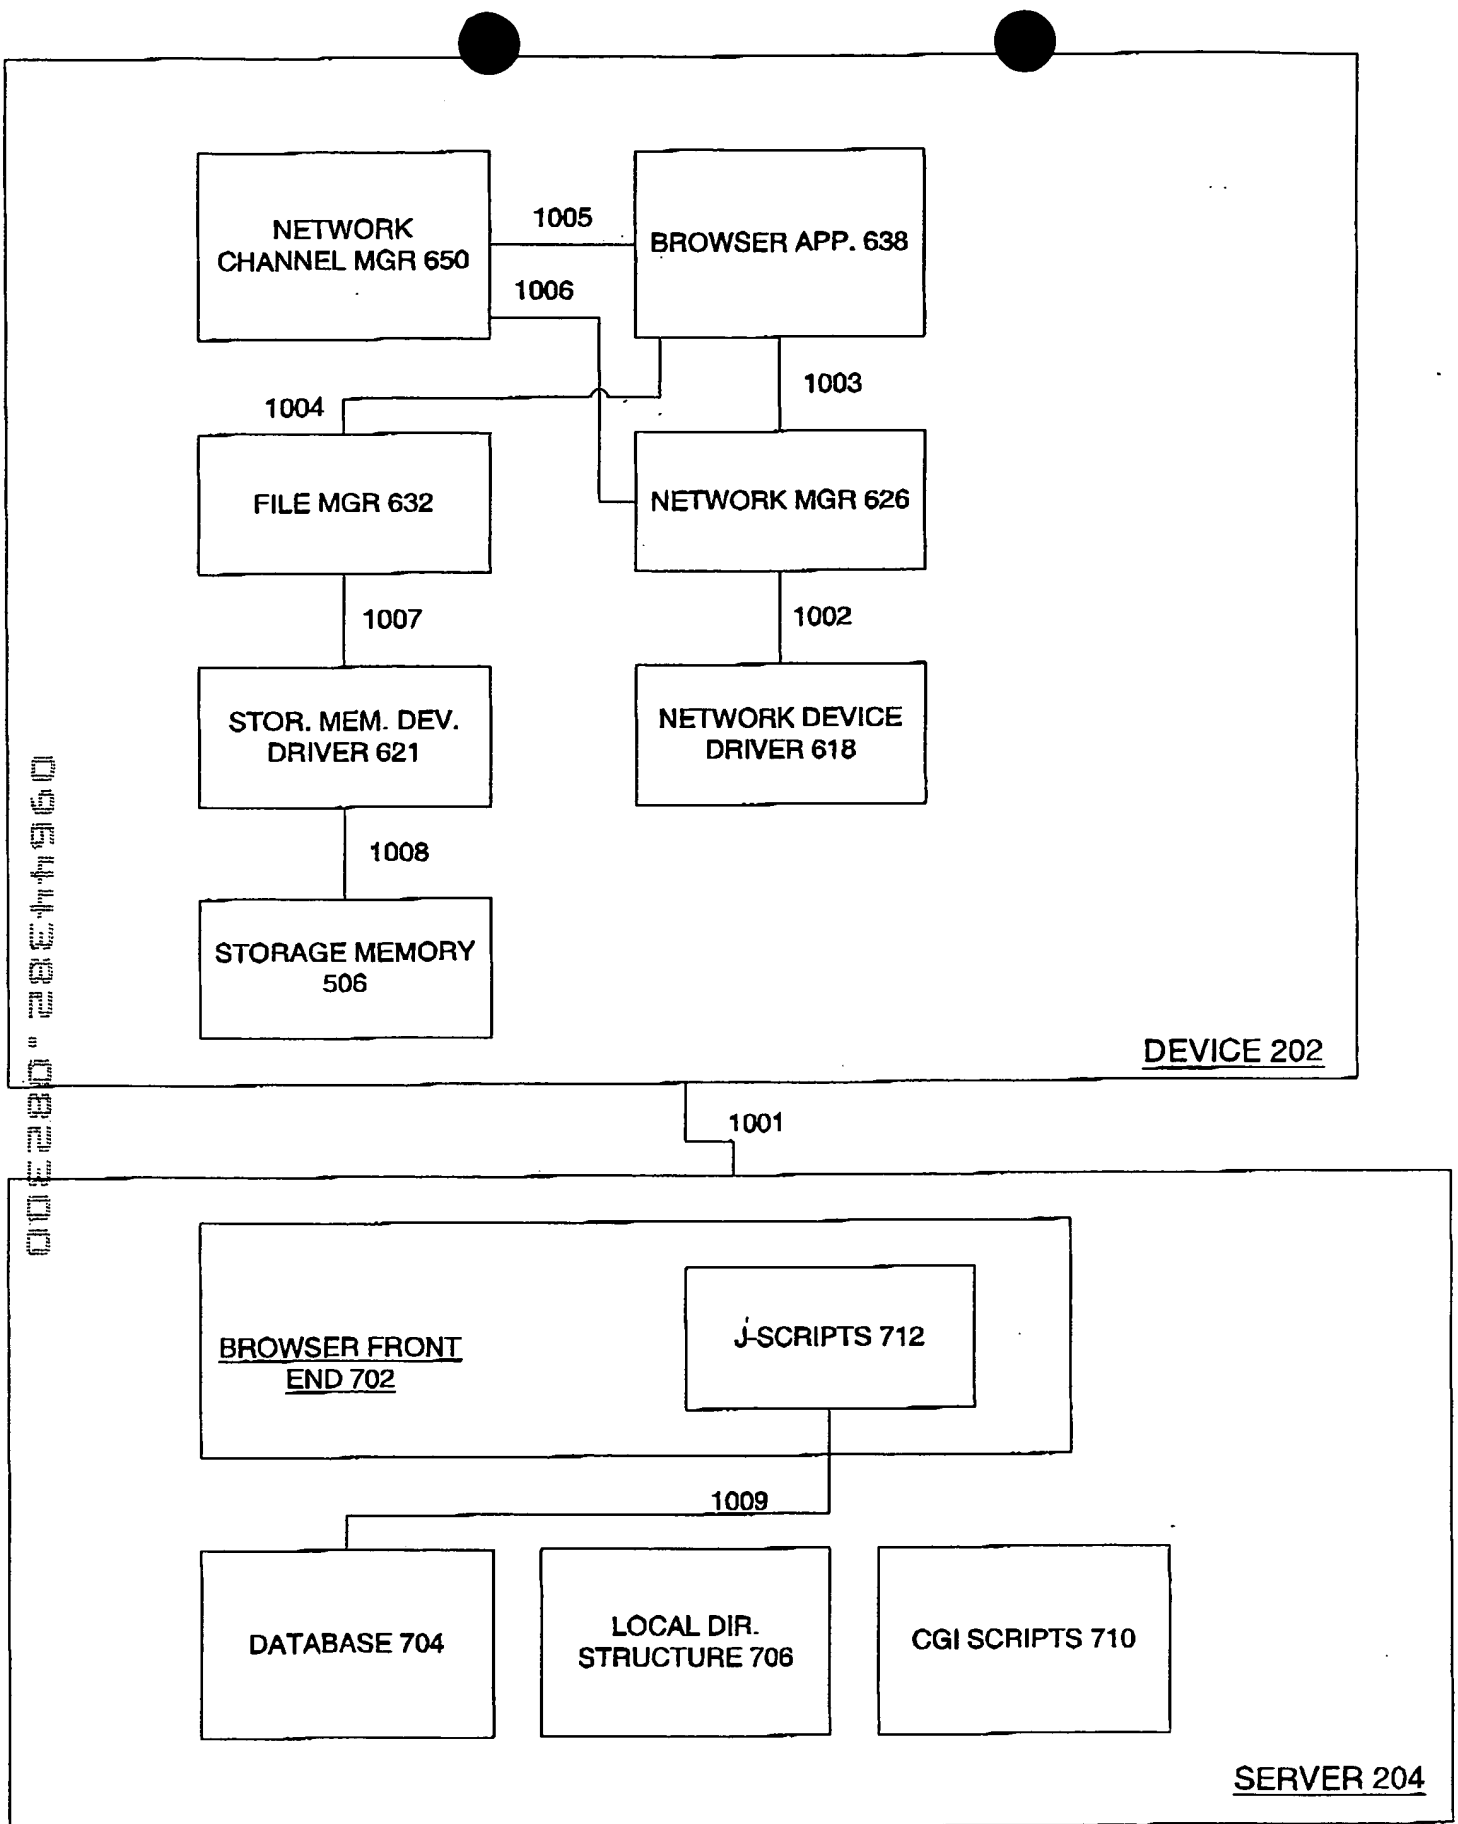 NETWORK
CHANNEL MGR 650
1005
BROWSER APP. 638
1006
1003
1004
FILE MGR 632
NETWORK MGR 626
1007
1002
STOR. MEM. DEV.
DRIVER 621
NETWORK DEVICE
DRIVER 618
1008
STORAGE MEMORY
506
DEVICE 202
09644382.082300
1001
BROWSER FRONT
END 702
J-SCRIPTS 712
1009
DATABASE 704
LOCAL DIR.
STRUCTURE 706
CGI SCRIPTS 710
SERVER 204